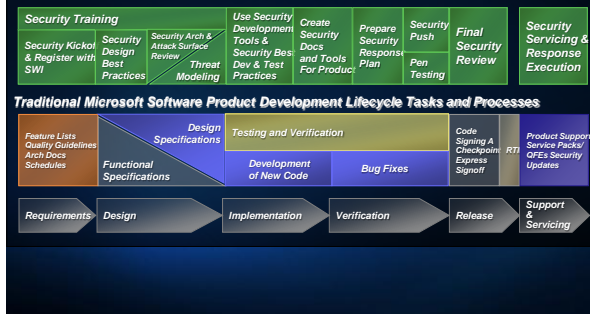 Security Training
Security Kickof
& Register with
SWI
Security
Design
Best
Practices
Security Arch &
Attack Surface
Review
Threat
Modeling
Use Security
Development
Tools &
Security Best
Dev & Test
Practices
Create
Security
Docs
and Tools
For Product
Prepare
Security
Response
Plan
Security
Push
Pen
Testing
Final
Security
Review
Security
Servicing &
Response
Execution
Traditional Microsoft Software Product Development Lifecycle Tasks and Processes
Feature Lists
Quality Guidelines
Arch Docs
Schedules
Design
Specifications
Functional
Specifications
Testing and Verification
Development
of New Code
Bug Fixes
Code
Signing A
Checkpoint
Express
Signoff
RTM
Product Support
Service Packs/
QFEs Security
Updates
Requirements
Design
Implementation
Verification
Release
Support
&
Servicing